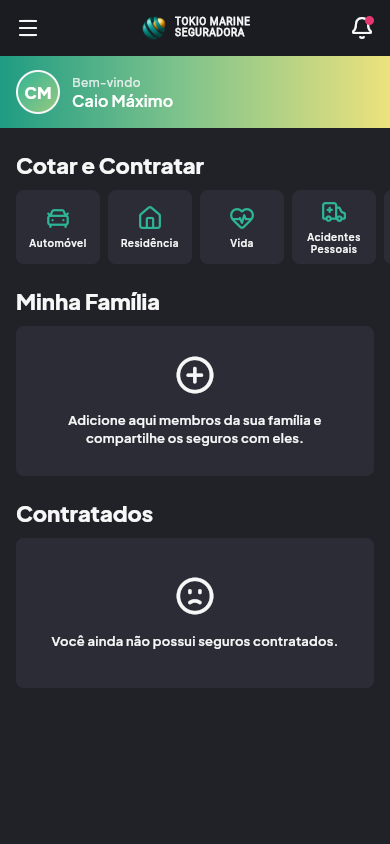 TOKIO MARINE
SEGURADORA
CM
Bem-vindo
Caio Máximo
Cotar e Contratar
Automóvel
Residência
Vida
Acidentes
Pessoais
Minha Família
Adicione aqui membros da sua família e
compartilhe os seguros com eles.
Contratados
Você ainda não possui seguros contratados.